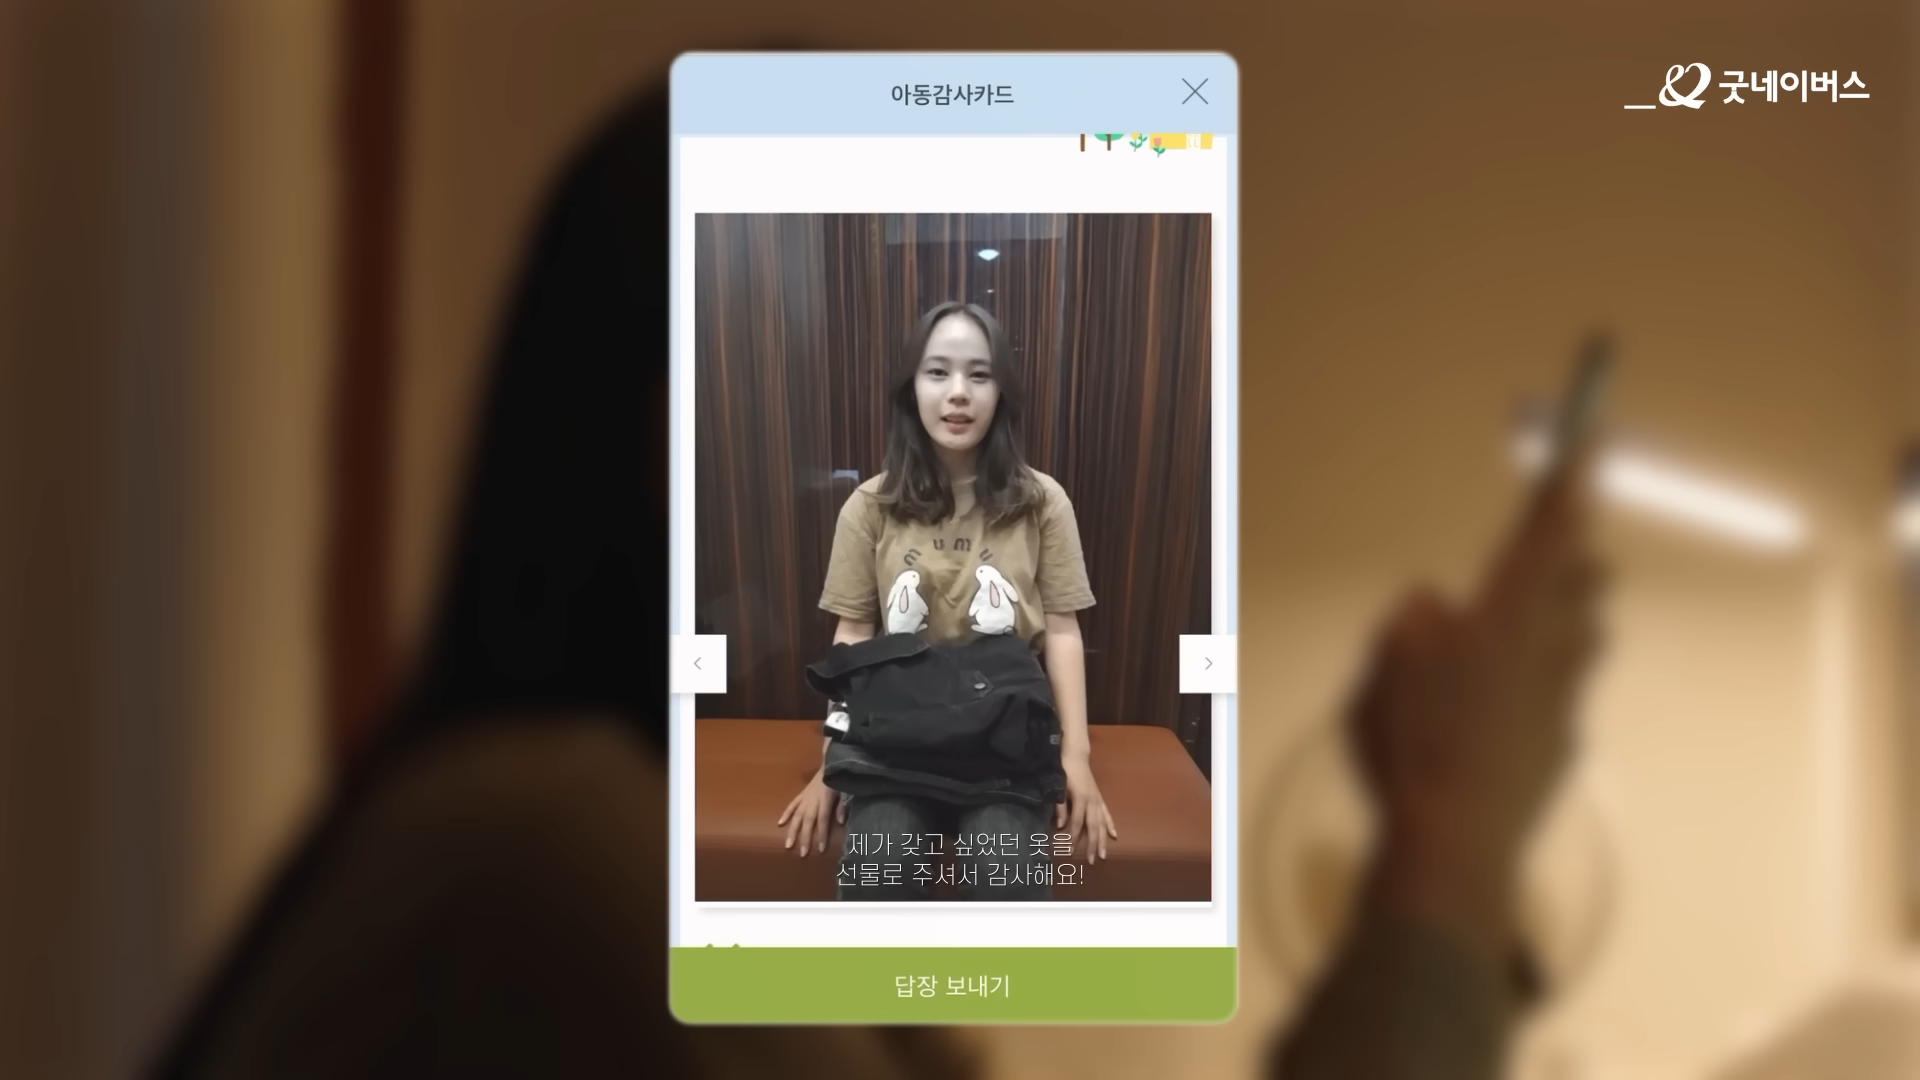 아동감사카드
굿네이버스
mumu
제가 갖고 싶었던 옷을
선물로 주셔서 감사해요!
답장 보내기